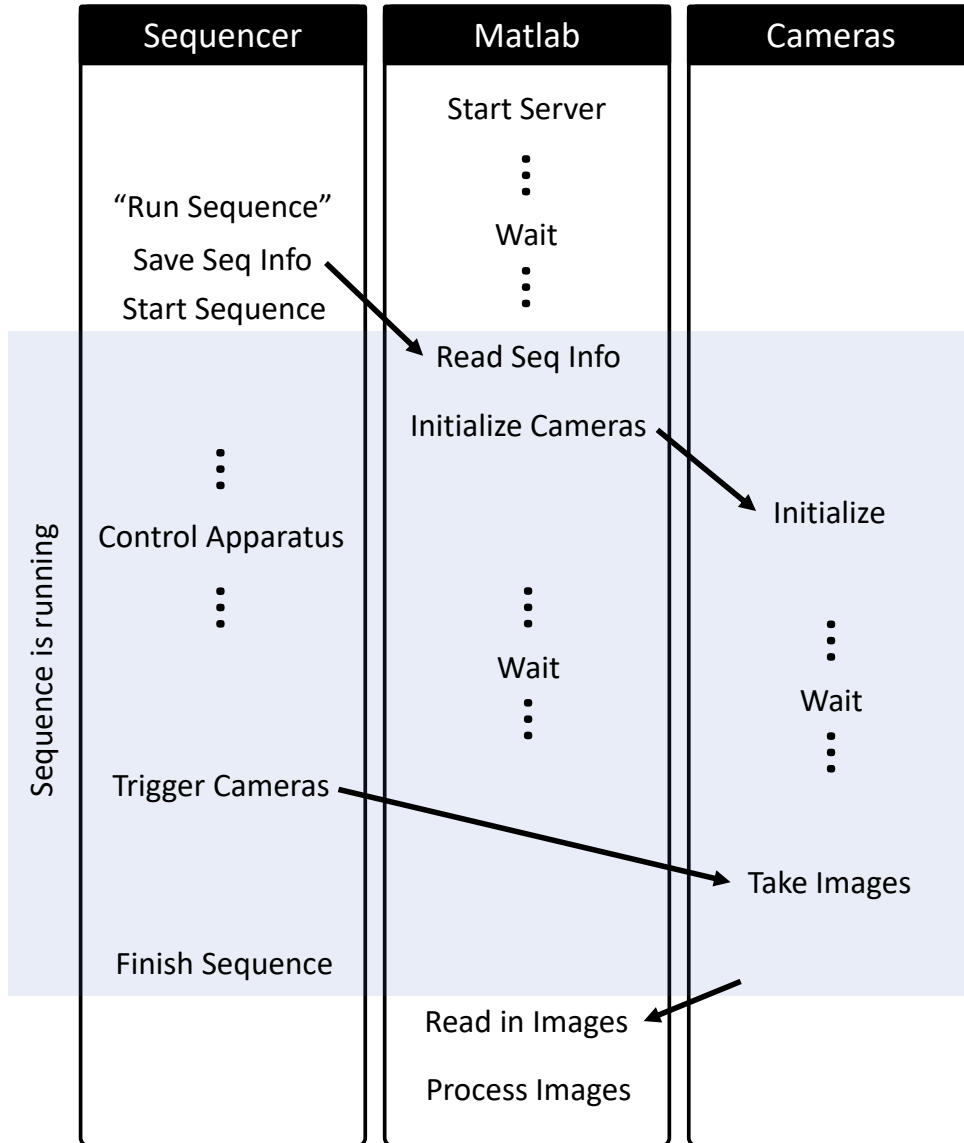 Sequencer
Matlab
Cameras
Start Server
“Run Sequence”
Wait
Save Seq Info
Start Sequence
Read Seq Info
Initialize Cameras
Initialize
Control Apparatus
Sequence is running
Wait
Wait
Trigger Cameras
Take Images
Finish Sequence
Read in Images
Process Images